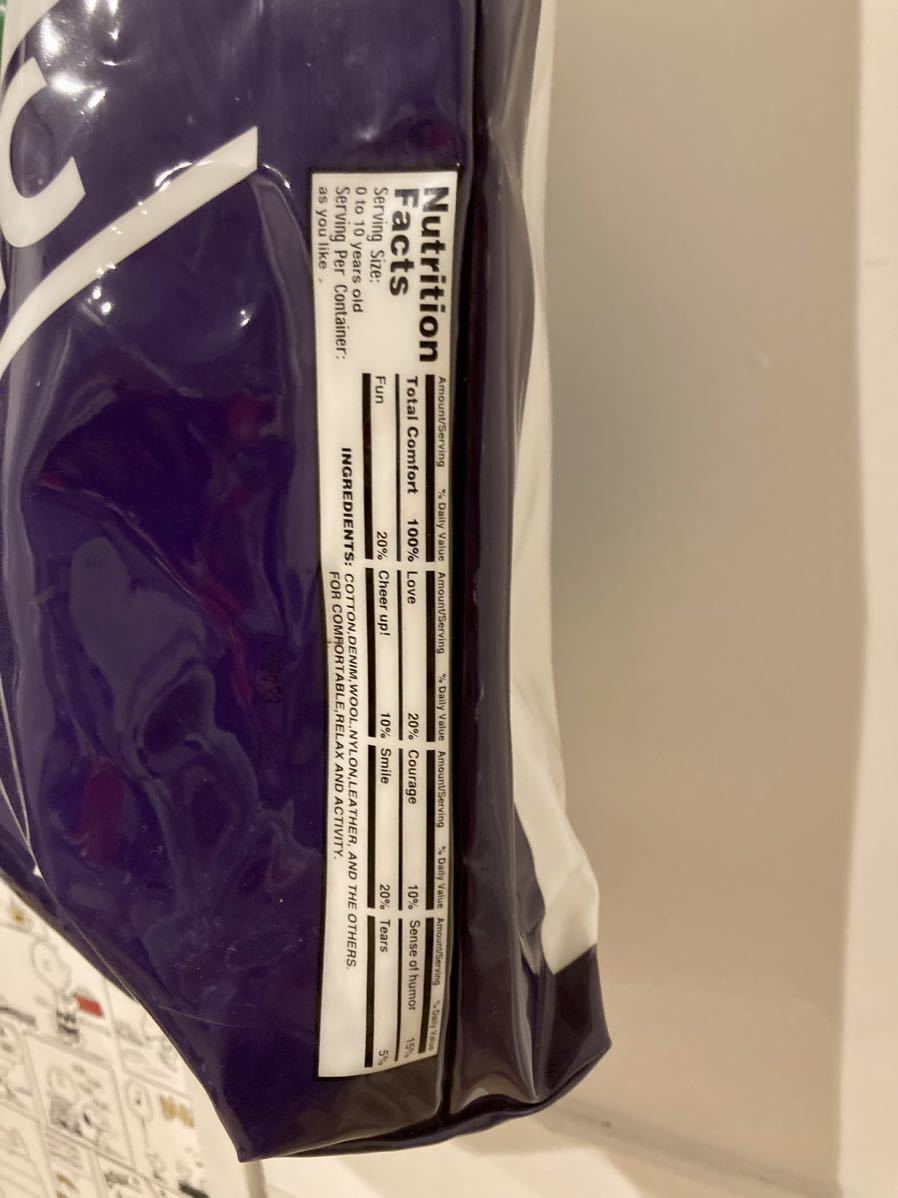 Nutrition
Facts
Serving Size:
0 to 10 years old
Serving Per Container:
as you like .
Amount/Serving % Daily Value
Total Comfort 100%
Fun 20%
Amount/Serving % Daily Value
Love 20%
Cheer up! 10%
Amount/Serving % Daily Value
Courage 10%
Smile 20%
Amount/Serving % Daily Value
Sense of humor 15%
Tears 5%
INGREDIENTS: COTTON,DENIM,WOOL,NYLON,LEATHER, AND THE OTHERS.
FOR COMFORTABLE,RELAX AND ACTIVITY.